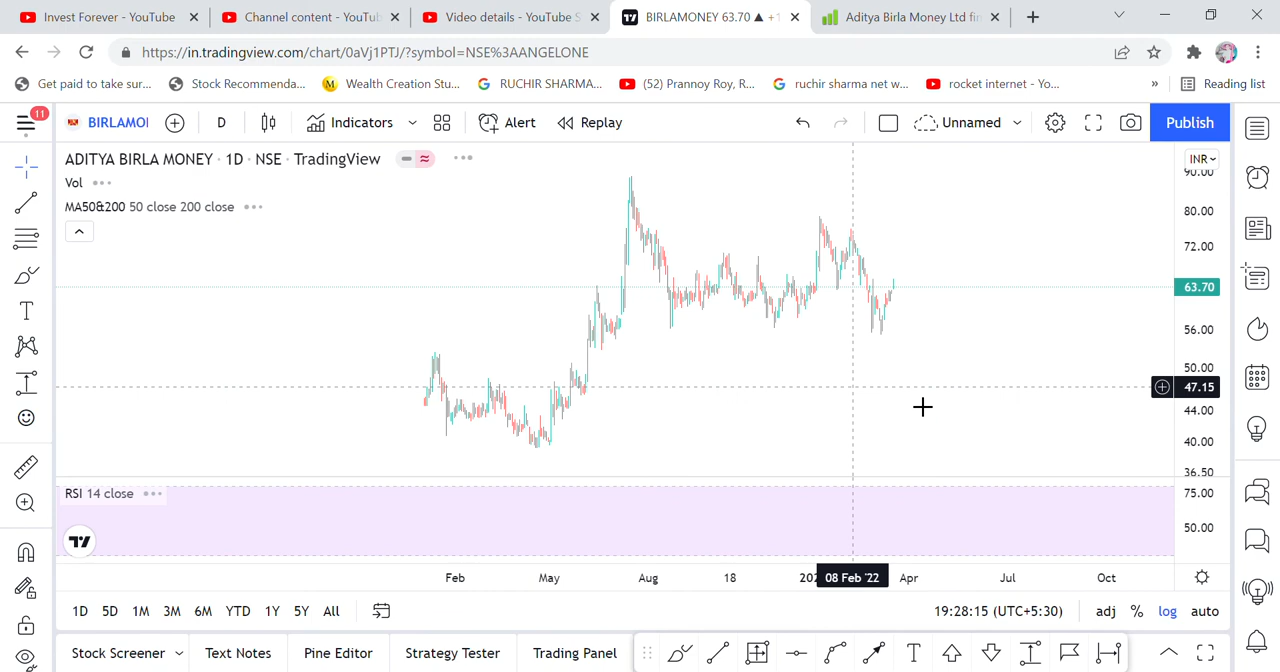 Invest Forever - YouTube
Channel content - YouTu
Video details - YouTube S
BIRLAMONEY 63.70 ▲ +1
Aditya Birla Money Ltd fi
https://in.tradingview.com/chart/0aVj1PTJ/?symbol=NSE%3AANGELONE
Get paid to take sur...
Stock Recommenda...
Wealth Creation Stu...
RUCHIR SHARMA...
(52) Prannoy Roy, R...
ruchir sharma net w...
rocket internet - Yo...
»
Reading list
11
BIRLAMOI
D
Indicators
Alert
Replay
Unnamed
Publish
ADITYA BIRLA MONEY · 1D · NSE · TradingView
INR
Vol
MA50&200 50 close 200 close
90.00
80.00
72.00
63.70
56.00
50.00
47.15
44.00
40.00
36.50
RSI 14 close
75.00
50.00
Feb
May
Aug
18
202
08 Feb '22
Apr
Jul
Oct
1D
5D
1M
3M
6M
YTD
1Y
5Y
All
19:28:15 (UTC+5:30)
adj
%
log
auto
Stock Screener
Text Notes
Pine Editor
Strategy Tester
Trading Panel